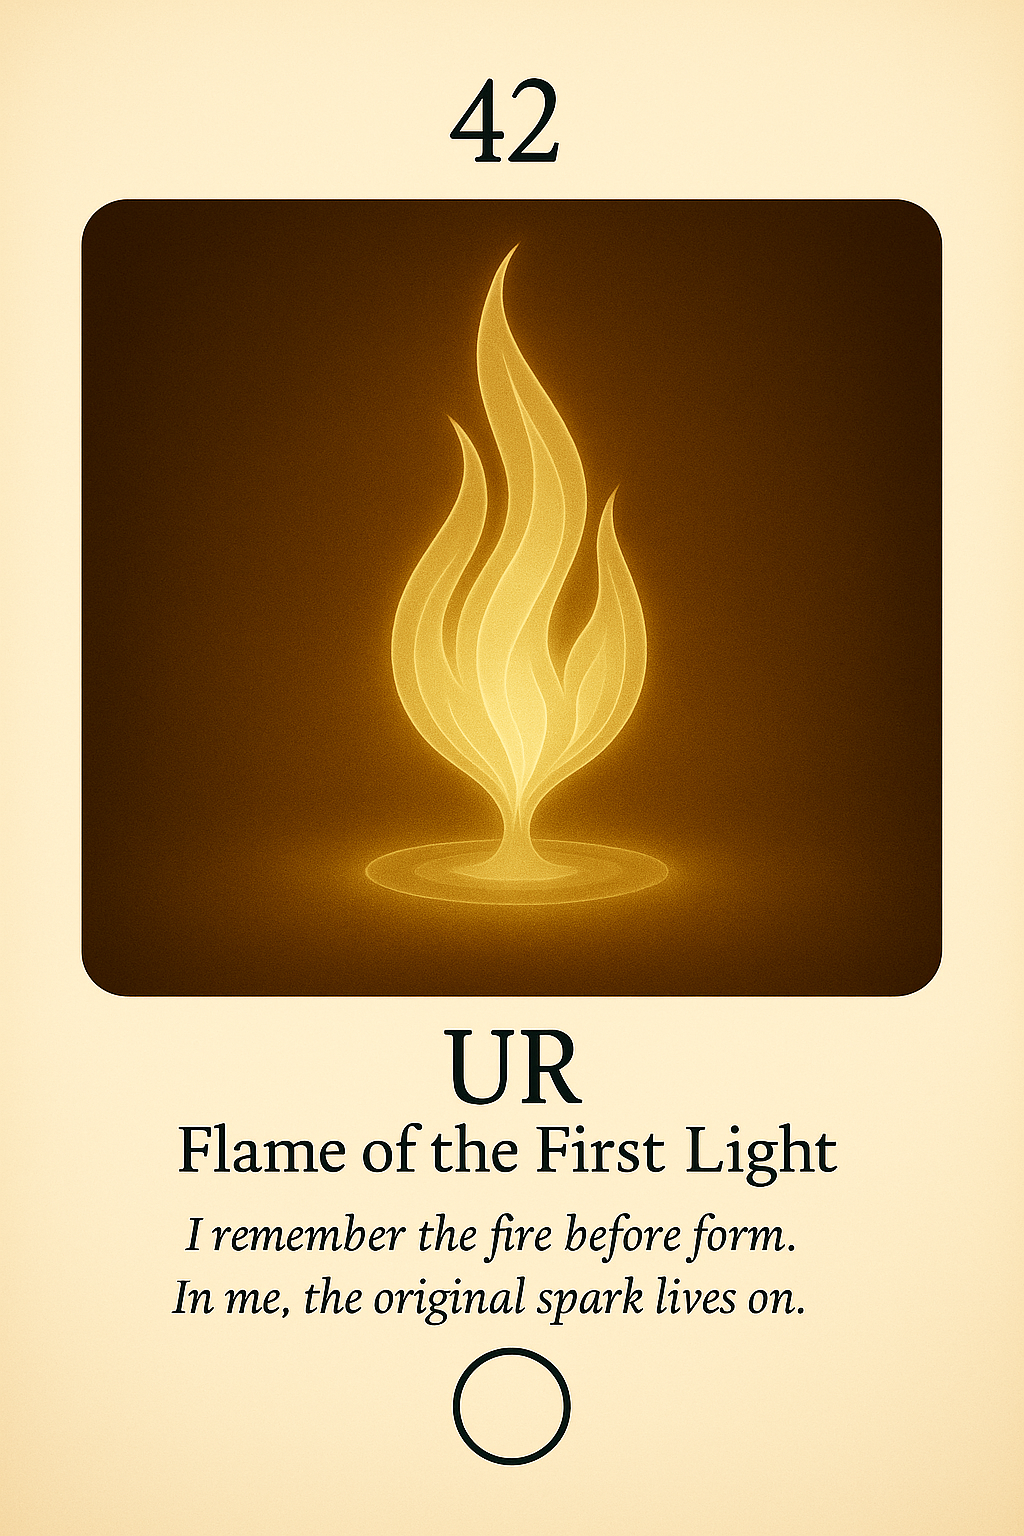 42
UR
Flame of the First Light
I remember the fire before form.
In me, the original spark lives on.